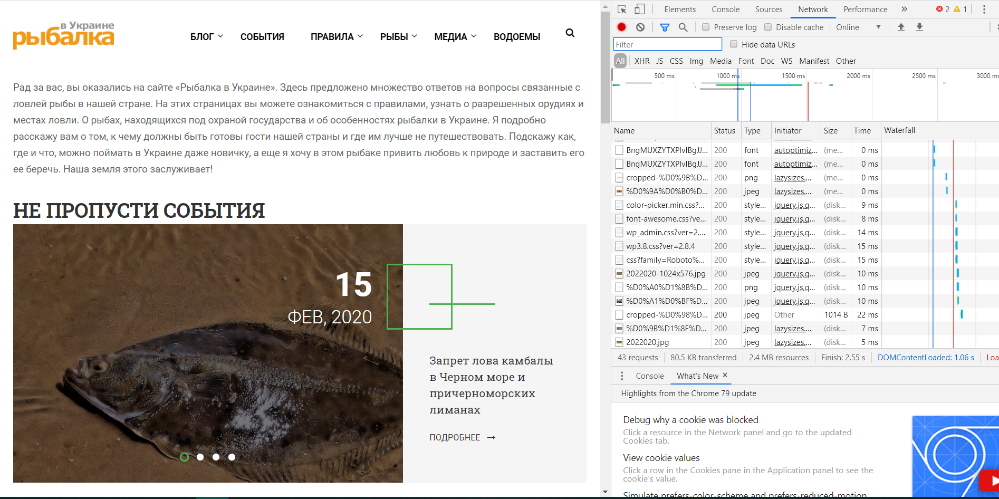 в Украине
рыбалка
БЛОГ СОБЫТИЯ ПРАВИЛА РЫБЫ МЕДИА ВОДОЕМЫ
Рад за вас, вы оказались на сайте «Рыбалка в Украине». Здесь предложено множество ответов на вопросы связанные с
ловлей рыбы в нашей стране. На этих страницах вы можете ознакомиться с правилами, узнать о разрешенных орудиях и
местах ловли. О рыбах, находящихся под охраной государства и об особенностях рыбалки в Украине. Я подробно
расскажу вам о том, к чему должны быть готовы гости нашей страны и где им лучше не путешествовать. Подскажу как,
где и что, можно поймать в Украине даже новичку, а еще я хочу в этом рыбаке привить любовь к природе и заставить его
ее беречь. Наша земля этого заслуживает!
НЕ ПРОПУСТИ СОБЫТИЯ
15
ФЕВ, 2020
Запрет лова камбалы
в Черном море и
причерноморских
лиманах
ПОДРОБНЕЕ
Elements Console Sources Network Performance 2 1
Preserve log Disable cache Online
Filter Hide data URLs
All XHR JS CSS Img Media Font Doc WS Manifest Other
500 ms 1000 ms 1500 ms 2000 ms 2500 ms 3000 ms
Name Status Type Initiator Size Time Waterfall
BngMUXZYTXPIvIBgJJ... 200 font autoptimiz... (me... 0 ms
BngMUXZYTXPIvIBgJJ... 200 font autoptimiz... (me... 0 ms
cropped-%D0%9B%D... 200 png lazysizes.... (me... 0 ms
%D0%9A%D0%B0%D... 200 jpeg lazysizes.... (me... 0 ms
color-picker.min.css?... 200 style... jquery.js,q... (disk... 9 ms
font-awesome.css?ve... 200 style... jquery.js,q... (disk... 8 ms
wp_admin.css?ver=2.... 200 style... jquery.js,q... (disk... 14 ms
wp3.8.css?ver=2.8.4 200 style... jquery.js,q... (disk... 15 ms
css?family=Roboto%... 200 style... jquery.js,q... (disk... 15 ms
2022020-1024x576.jpg 200 jpeg jquery.js,q... (disk... 10 ms
%D0%A0%D1%8B%D... 200 png jquery.js,q... (disk... 10 ms
%D0%A1%D0%BF%D... 200 jpeg jquery.js,q... (disk... 10 ms
cropped-%D0%98%D... 200 jpeg Other 1014 B 22 ms
%D0%9B%D1%8F%D... 200 jpeg lazysizes.... (disk... 7 ms
2022020.jpg 200 jpeg lazysizes.... (disk... 5 ms
43 requests 80.5 KB transferred 2.4 MB resources Finish: 2.55 s DOMContentLoaded: 1.06 s Loa
Console What's New
Highlights from the Chrome 79 update
Debug why a cookie was blocked
Click a resource in the Network panel and go to the updated
Cookies tab.
View cookie values
Click a row in the Cookies pane in the Application panel to see the
cookie's value.
Simulate prefers-color-scheme and prefers-reduced-motion